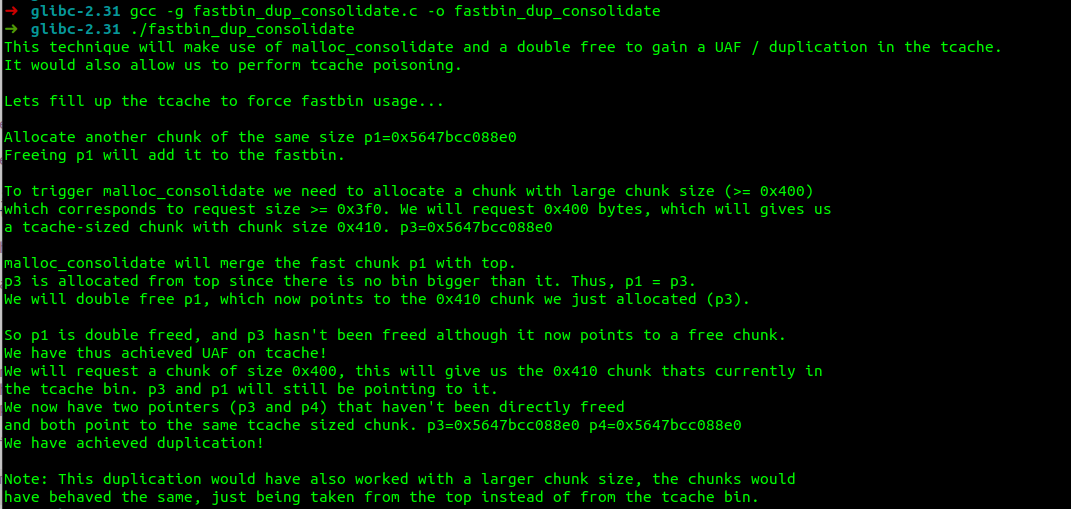 ➜ glibc-2.31 gcc -g fastbin_dup_consolidate.c -o fastbin_dup_consolidate
➜ glibc-2.31 ./fastbin_dup_consolidate
This technique will make use of malloc_consolidate and a double free to gain a UAF / duplication in the tcache.
It would also allow us to perform tcache poisoning.
Lets fill up the tcache to force fastbin usage...
Allocate another chunk of the same size p1=0x5647bcc088e0
Freeing p1 will add it to the fastbin.
To trigger malloc_consolidate we need to allocate a chunk with large chunk size (>= 0x400)
which corresponds to request size >= 0x3f0. We will request 0x400 bytes, which will gives us
a tcache-sized chunk with chunk size 0x410. p3=0x5647bcc088e0
malloc_consolidate will merge the fast chunk p1 with top.
p3 is allocated from top since there is no bin bigger than it. Thus, p1 = p3.
We will double free p1, which now points to the 0x410 chunk we just allocated (p3).
So p1 is double freed, and p3 hasn't been freed although it now points to a free chunk.
We have thus achieved UAF on tcache!
We will request a chunk of size 0x400, this will give us the 0x410 chunk thats currently in
the tcache bin. p3 and p1 will still be pointing to it.
We now have two pointers (p3 and p4) that haven't been directly freed
and both point to the same tcache sized chunk. p3=0x5647bcc088e0 p4=0x5647bcc088e0
We have achieved duplication!
Note: This duplication would have also worked with a larger chunk size, the chunks would
have behaved the same, just being taken from the top instead of from the tcache bin.